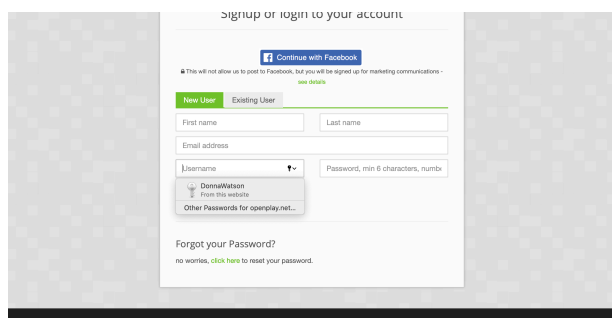 Signup or login to your account
Continue with Facebook
This will not allow us to post to Facebook, but you will be signed up for marketing communications -
see details
New User Existing User
First name Last name
Email address
Username Password, min 6 characters, numbe
DonnaWatson
From this website
Other Passwords for openplay.net...
Forgot your Password?
no worries, click here to reset your password.